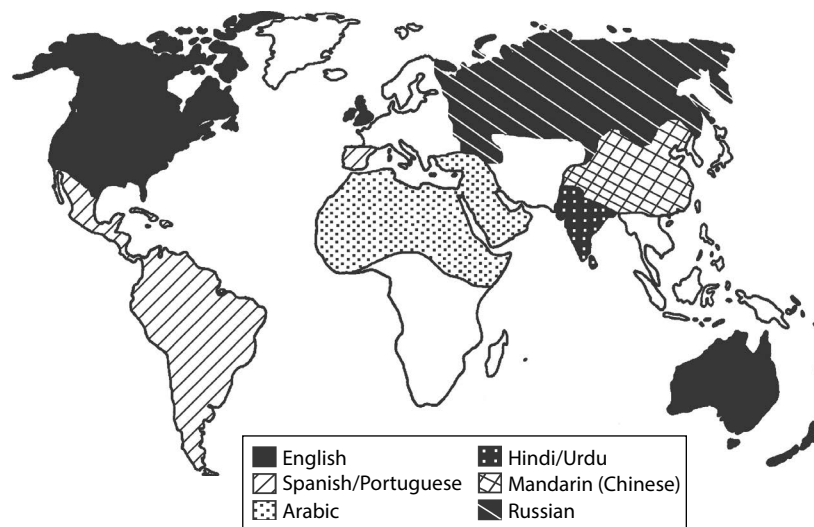 English
Spanish/Portuguese
Arabic
Hindi/Urdu
Mandarin (Chinese)
Russian